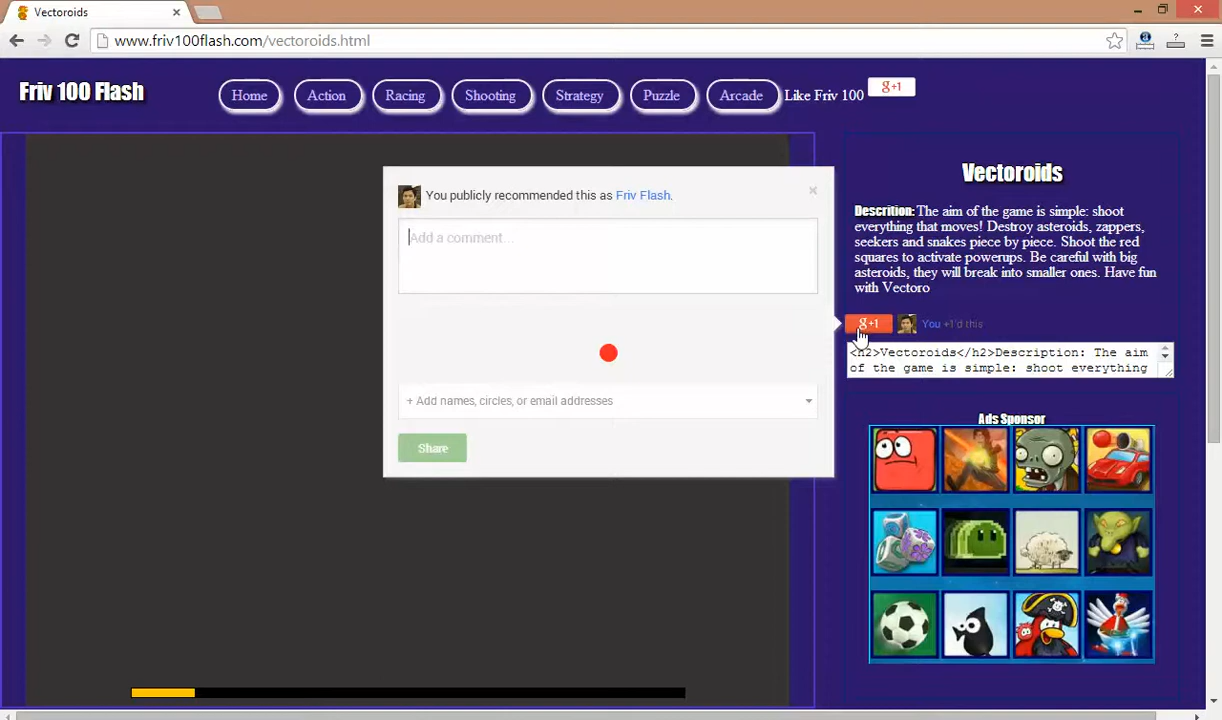 Vectoroids
www.friv100flash.com/vectoroids.html
Friv 100 Flash
Home
Action
Racing
Shooting
Strategy
Puzzle
Arcade
Like Friv 100
g+1
You publicly recommended this as Friv Flash.
Add a comment...
+ Add names, circles, or email addresses
Share
Vectoroids
Descrition: The aim of the game is simple: shoot
everything that moves! Destroy asteroids, zappers,
seekers and snakes piece by piece. Shoot the red
squares to activate powerups. Be careful with big
asteroids, they will break into smaller ones. Have fun
with Vectoro
g+1
You +1'd this
<h2>Vectoroids</h2>Description: The aim
of the game is simple: shoot everything
Ads Sponsor